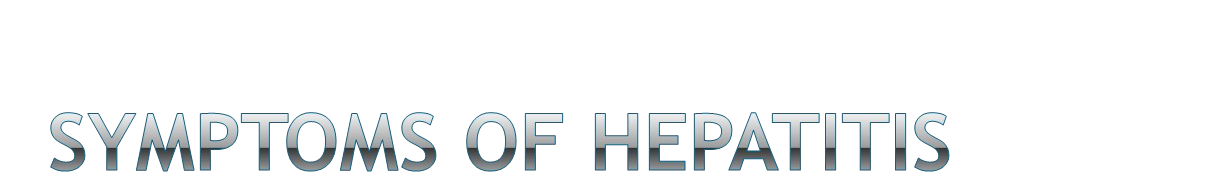 SYMPTOMS OF HEPATITIS